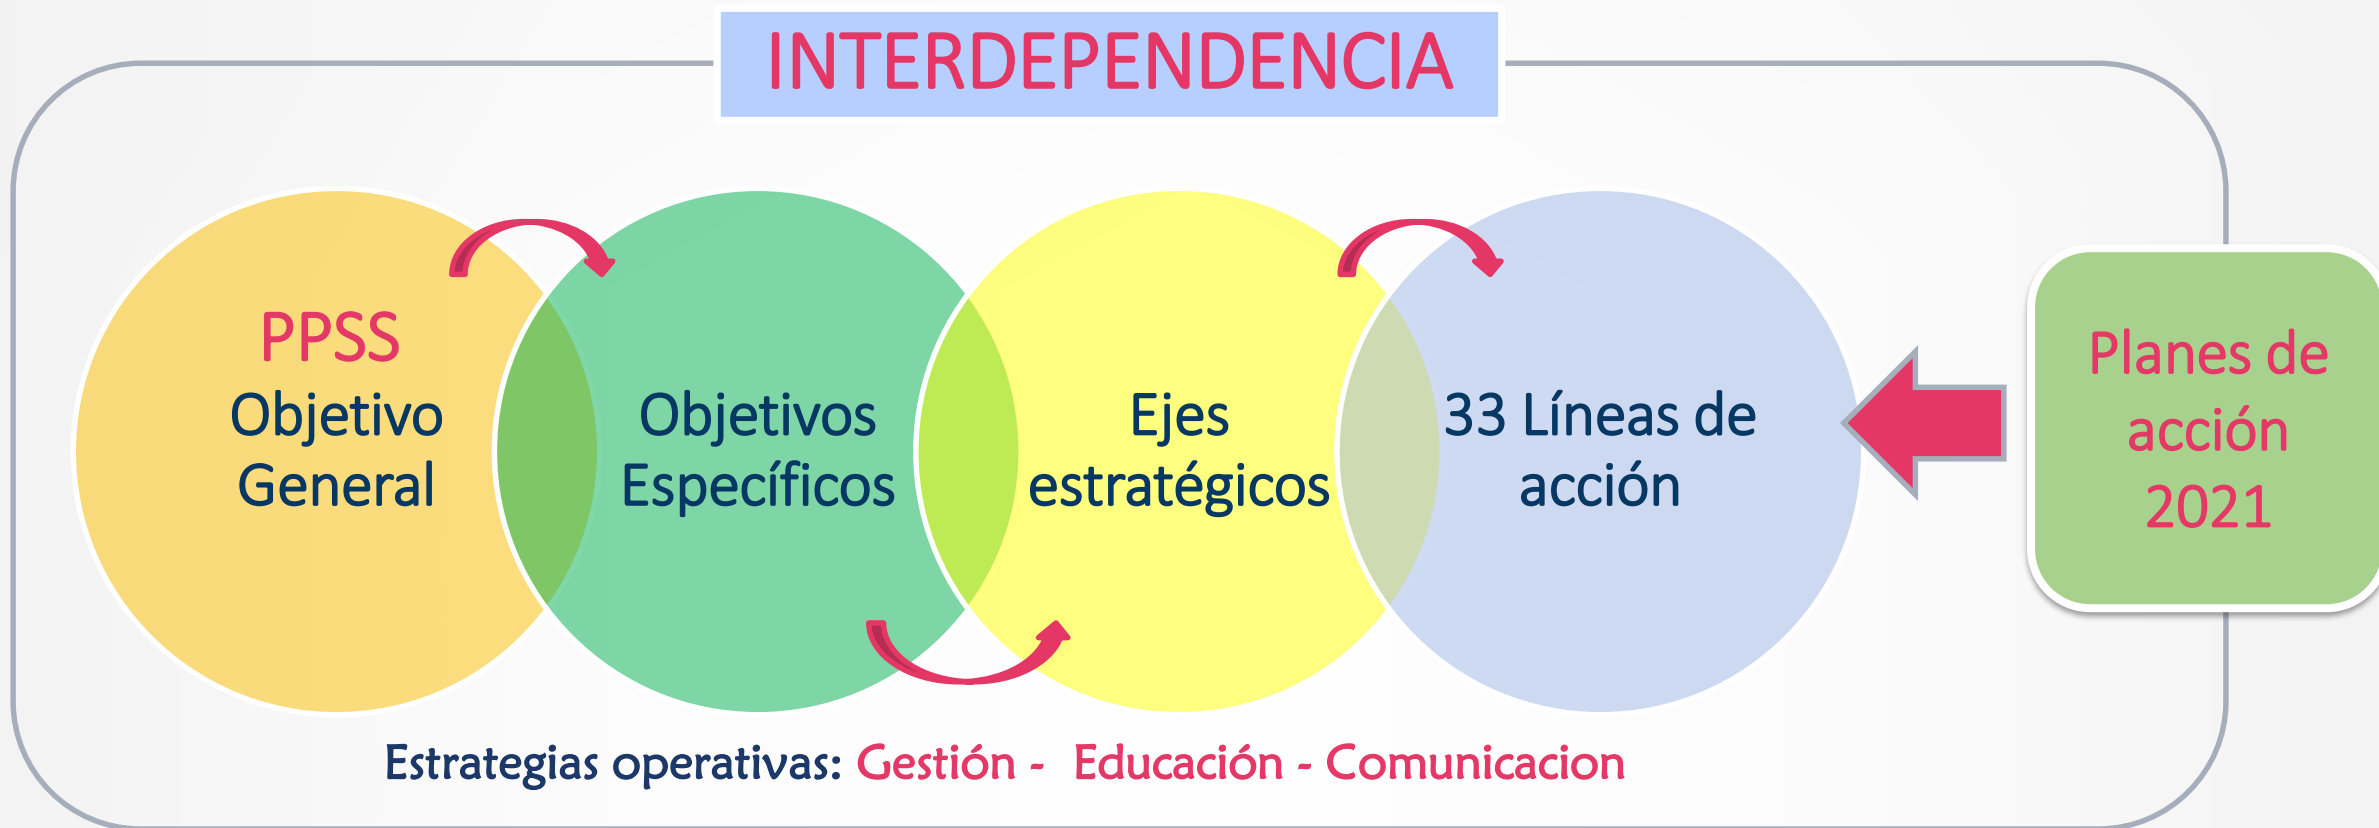 INTERDEPENDENCIA
PPSS
Objetivo
General
Objetivos
Específicos
Ejes
estratégicos
33 Líneas de
acción
Planes de
acción
2021
Estrategias operativas: Gestión - Educación - Comunicacion